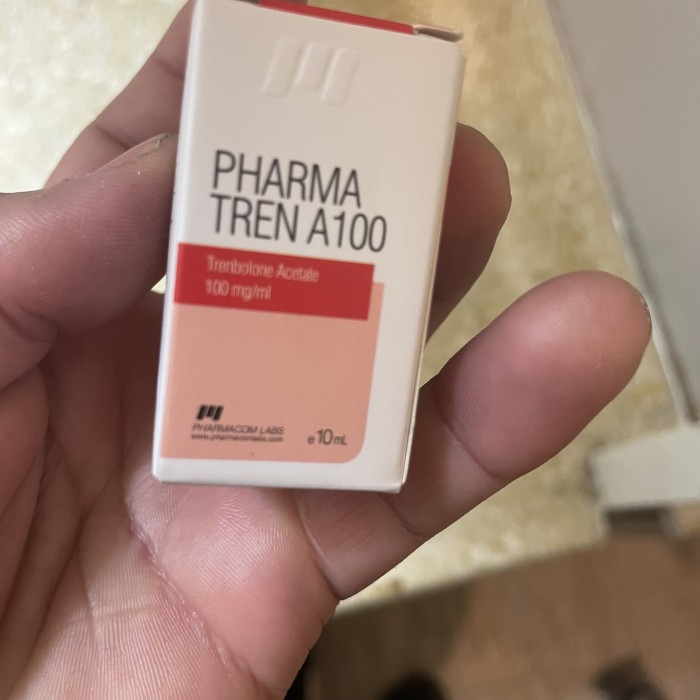 PHARMA
TREN A100
Trenbolone Acetate
100 mg/ml
PHARMACOM LABS
www.pharmacomlabs.com
e 10 mL